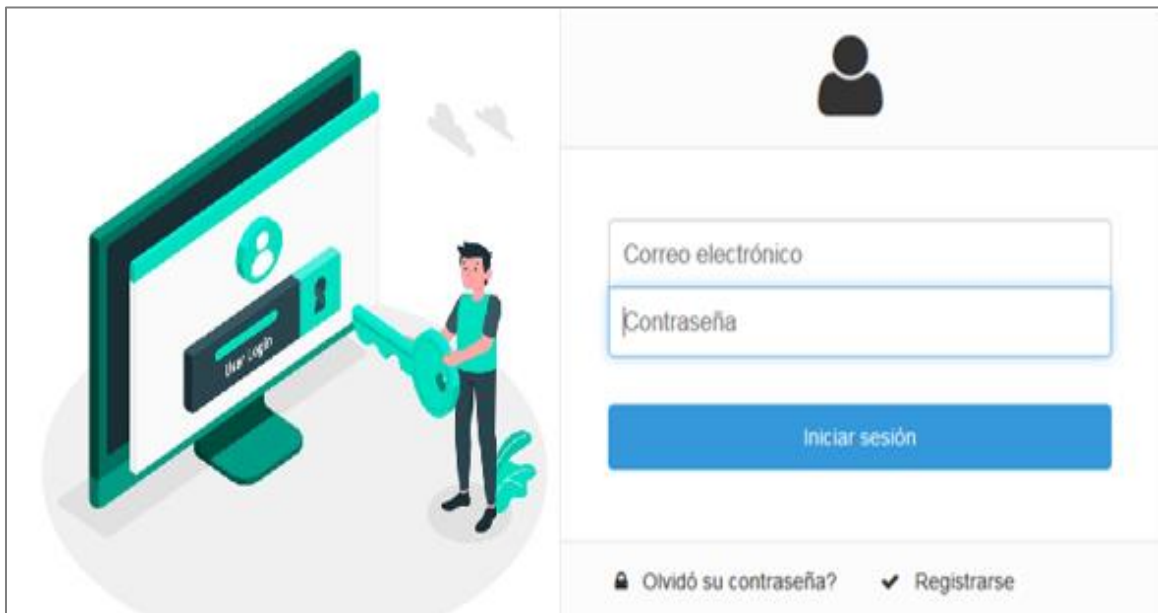 User Login
Correo electrónico
Contraseña
Iniciar sesión
Olvidó su contraseña?
Registrarse